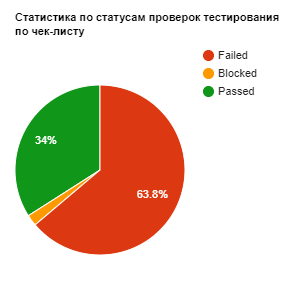 Статистика по статусам проверок тестирования
по чек-листу
Failed
Blocked
Passed
34%
63.8%